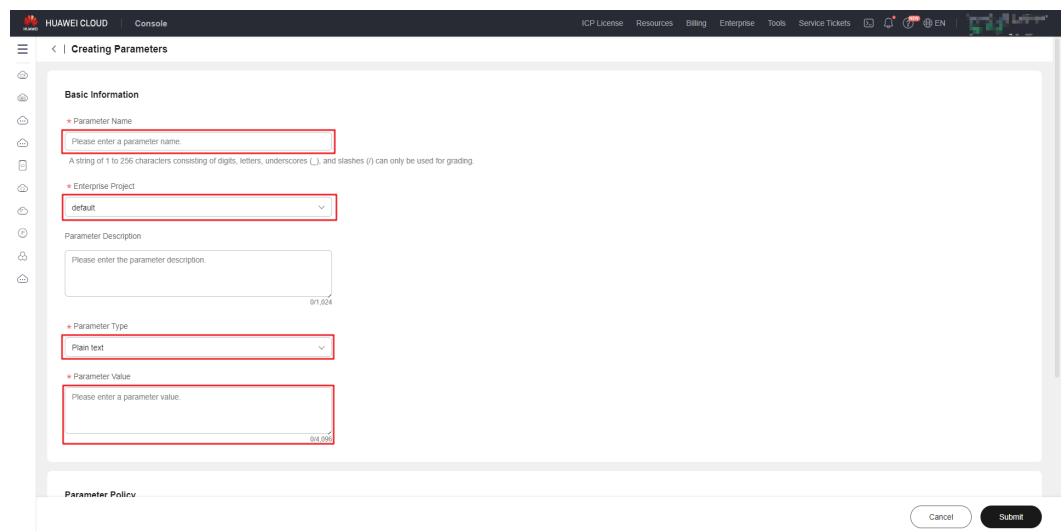 HUAWEI
HUAWEI CLOUD | Console
ICP License Resources Billing Enterprise Tools Service Tickets NEW EN
< | Creating Parameters
Basic Information
* Parameter Name
Please enter a parameter name.
A string of 1 to 256 characters consisting of digits, letters, underscores (_), and slashes (/) can only be used for grading.
* Enterprise Project
default
Parameter Description
Please enter the parameter description.
0/1,024
* Parameter Type
Plain text
* Parameter Value
Please enter a parameter value.
0/4,096
Parameter Policy
Cancel Submit